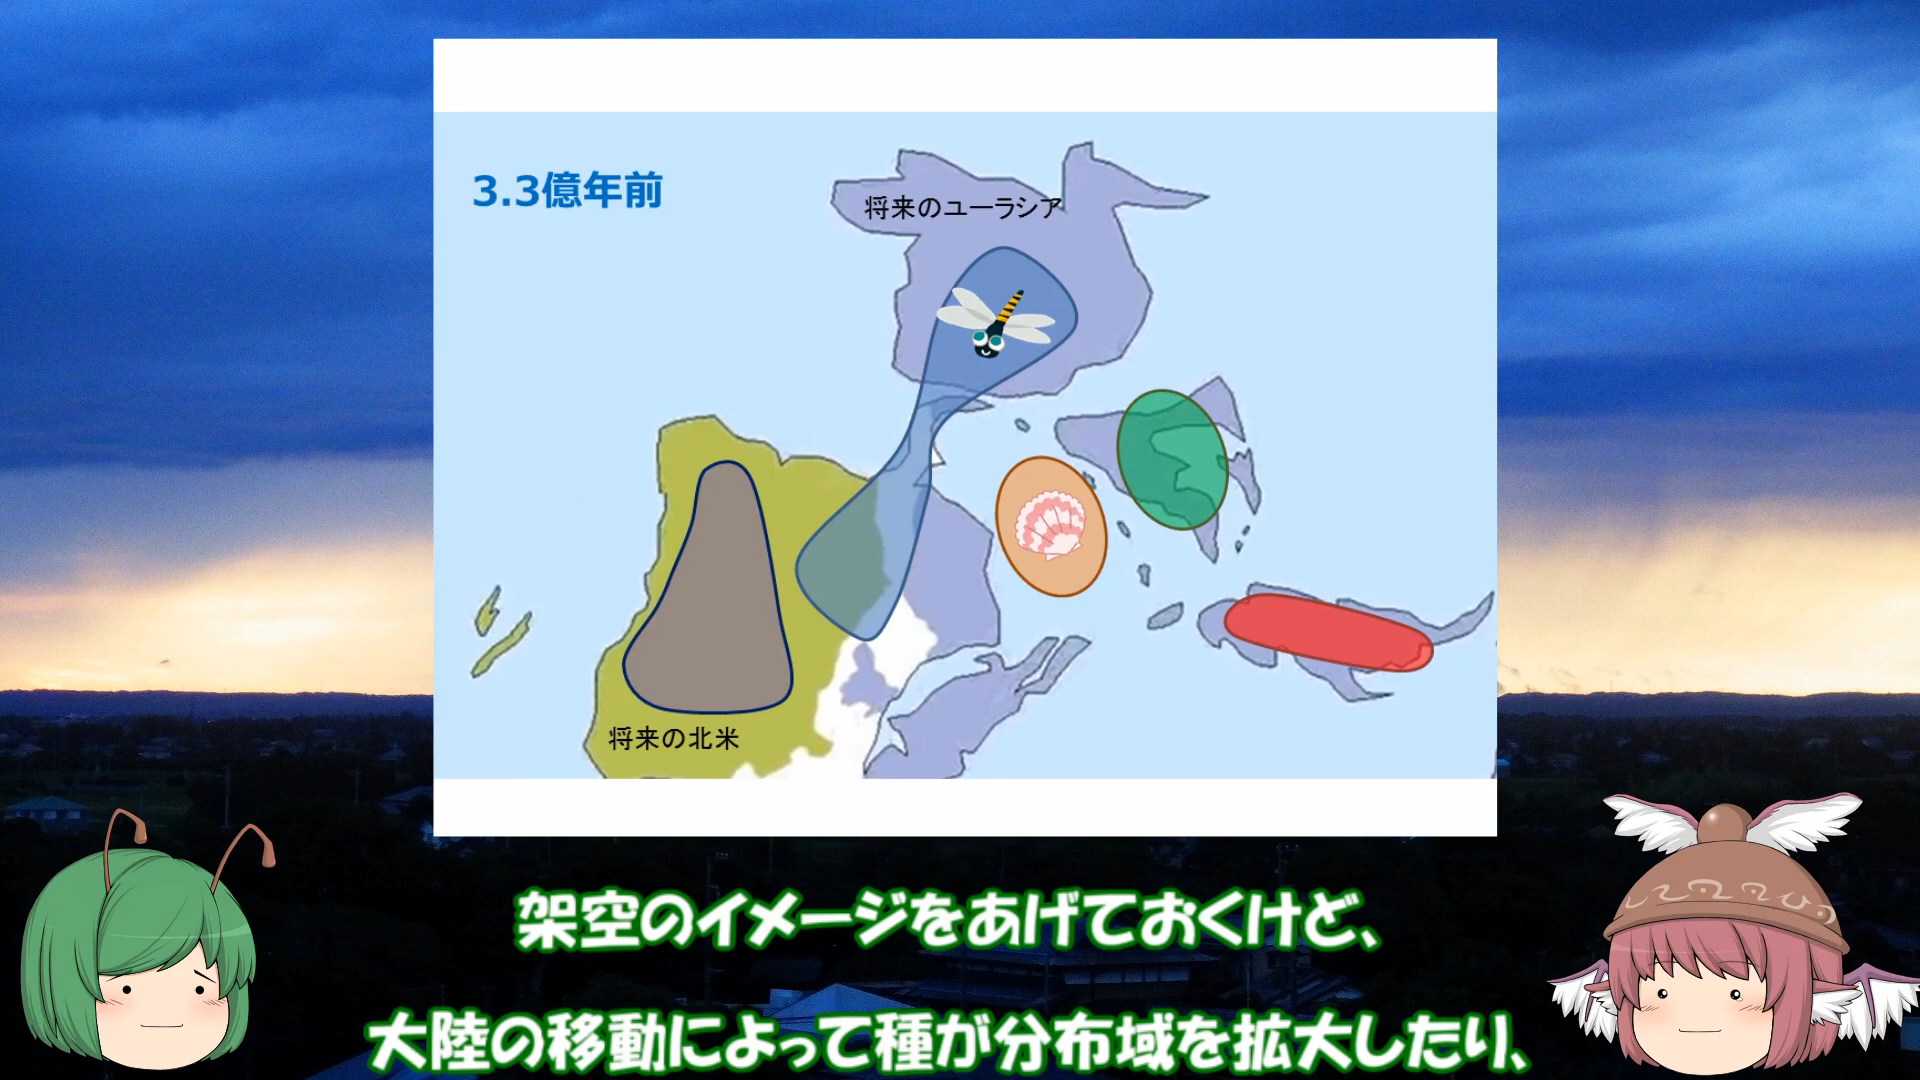 3.3億年前
将来のユーラシア
将来の北米
架空のイメージをあげておくけど、
大陸の移動によって種が分布域を拡大したり、